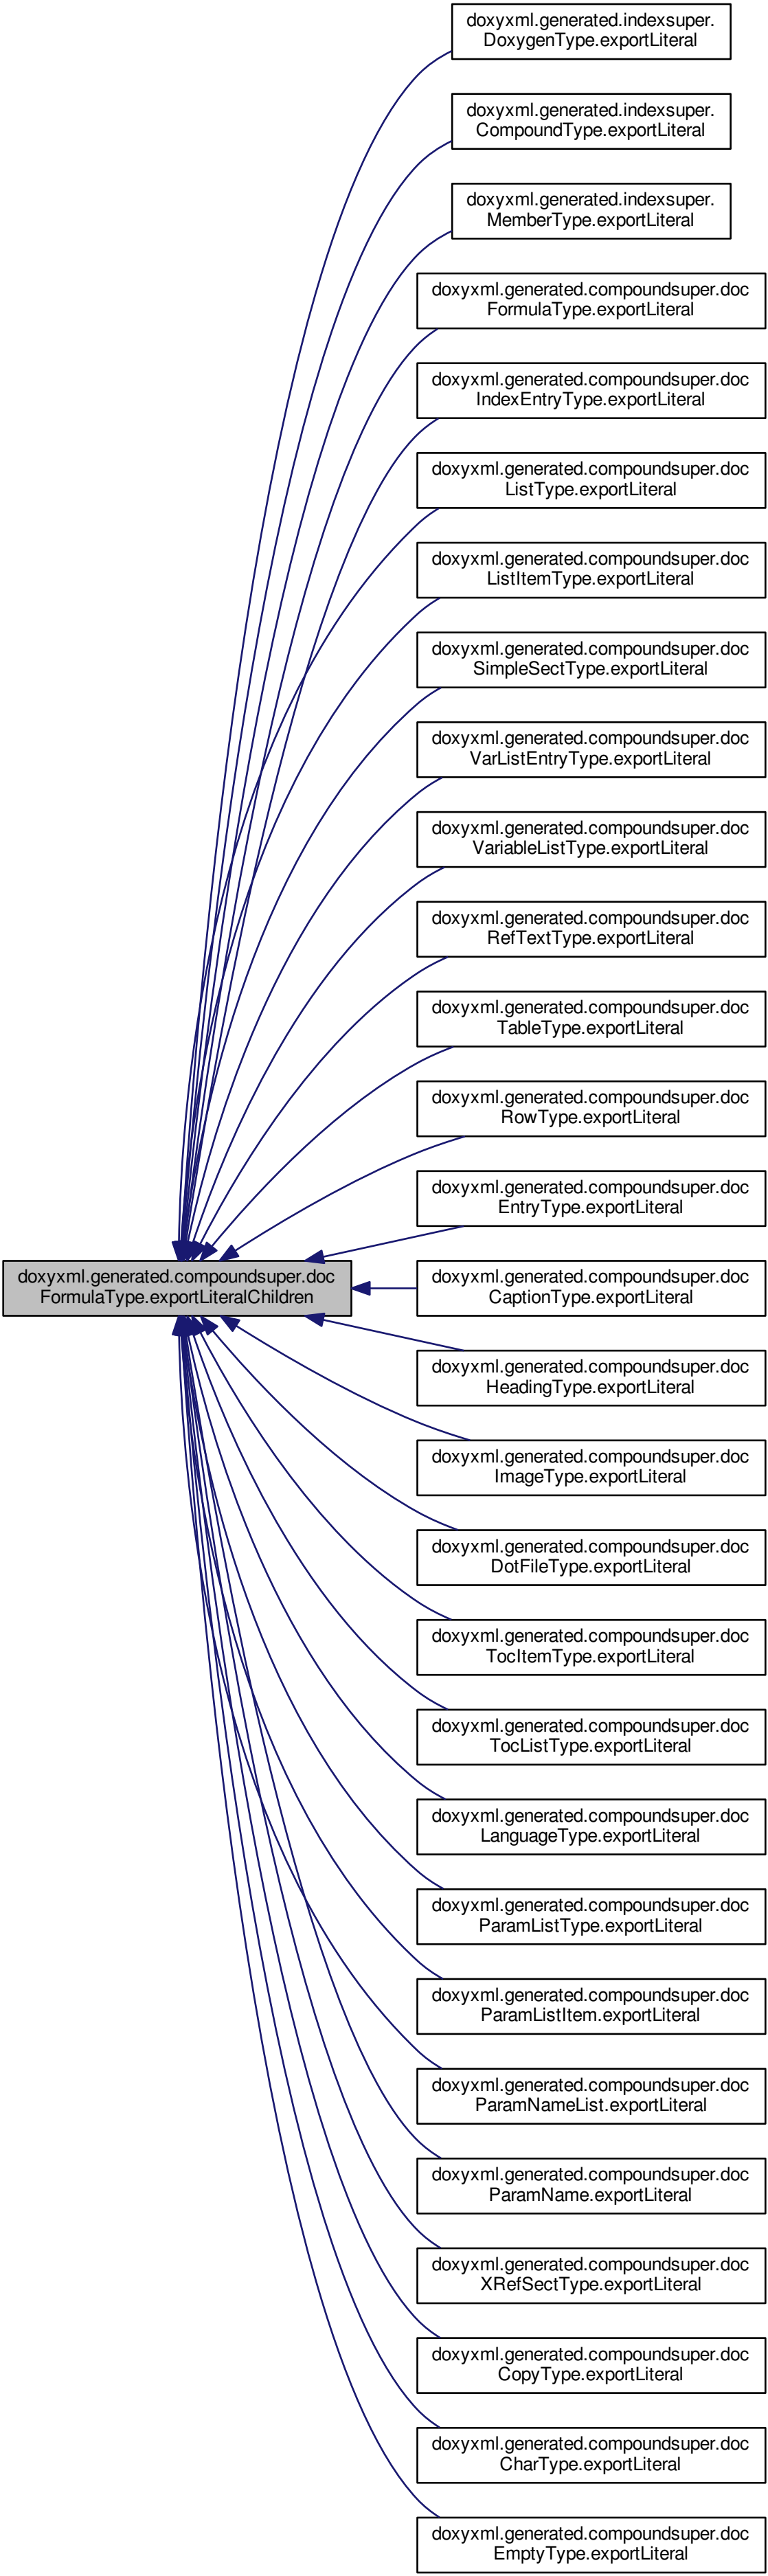 doxyxml.generated.indexsuper.
DoxygenType.exportLiteral
doxyxml.generated.indexsuper.
CompoundType.exportLiteral
doxyxml.generated.indexsuper.
MemberType.exportLiteral
doxyxml.generated.compoundsuper.doc
FormulaType.exportLiteral
doxyxml.generated.compoundsuper.doc
IndexEntryType.exportLiteral
doxyxml.generated.compoundsuper.doc
ListType.exportLiteral
doxyxml.generated.compoundsuper.doc
ListItemType.exportLiteral
doxyxml.generated.compoundsuper.doc
SimpleSectType.exportLiteral
doxyxml.generated.compoundsuper.doc
VarListEntryType.exportLiteral
doxyxml.generated.compoundsuper.doc
VariableListType.exportLiteral
doxyxml.generated.compoundsuper.doc
RefTextType.exportLiteral
doxyxml.generated.compoundsuper.doc
TableType.exportLiteral
doxyxml.generated.compoundsuper.doc
RowType.exportLiteral
doxyxml.generated.compoundsuper.doc
EntryType.exportLiteral
doxyxml.generated.compoundsuper.doc
FormulaType.exportLiteralChildren
doxyxml.generated.compoundsuper.doc
CaptionType.exportLiteral
doxyxml.generated.compoundsuper.doc
HeadingType.exportLiteral
doxyxml.generated.compoundsuper.doc
ImageType.exportLiteral
doxyxml.generated.compoundsuper.doc
DotFileType.exportLiteral
doxyxml.generated.compoundsuper.doc
TocItemType.exportLiteral
doxyxml.generated.compoundsuper.doc
TocListType.exportLiteral
doxyxml.generated.compoundsuper.doc
LanguageType.exportLiteral
doxyxml.generated.compoundsuper.doc
ParamListType.exportLiteral
doxyxml.generated.compoundsuper.doc
ParamListItem.exportLiteral
doxyxml.generated.compoundsuper.doc
ParamNameList.exportLiteral
doxyxml.generated.compoundsuper.doc
ParamName.exportLiteral
doxyxml.generated.compoundsuper.doc
XRefSectType.exportLiteral
doxyxml.generated.compoundsuper.doc
CopyType.exportLiteral
doxyxml.generated.compoundsuper.doc
CharType.exportLiteral
doxyxml.generated.compoundsuper.doc
EmptyType.exportLiteral